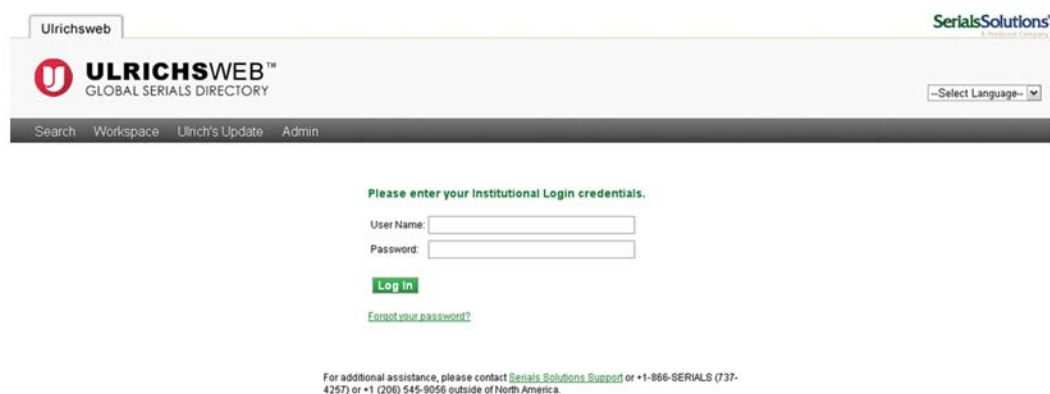 Ulrichsweb
SerialsSolutions
A ProQuest Company
ULRICHSWEB™
GLOBAL SERIALS DIRECTORY
--Select Language--
Search Workspace Ulrich's Update Admin
Please enter your Institutional Login credentials.
User Name:
Password:
Log In
Forgot your password?
For additional assistance, please contact Serials Solutions Support or +1-866-SERIALS (737-
4257) or +1 (206) 545-9056 outside of North America.